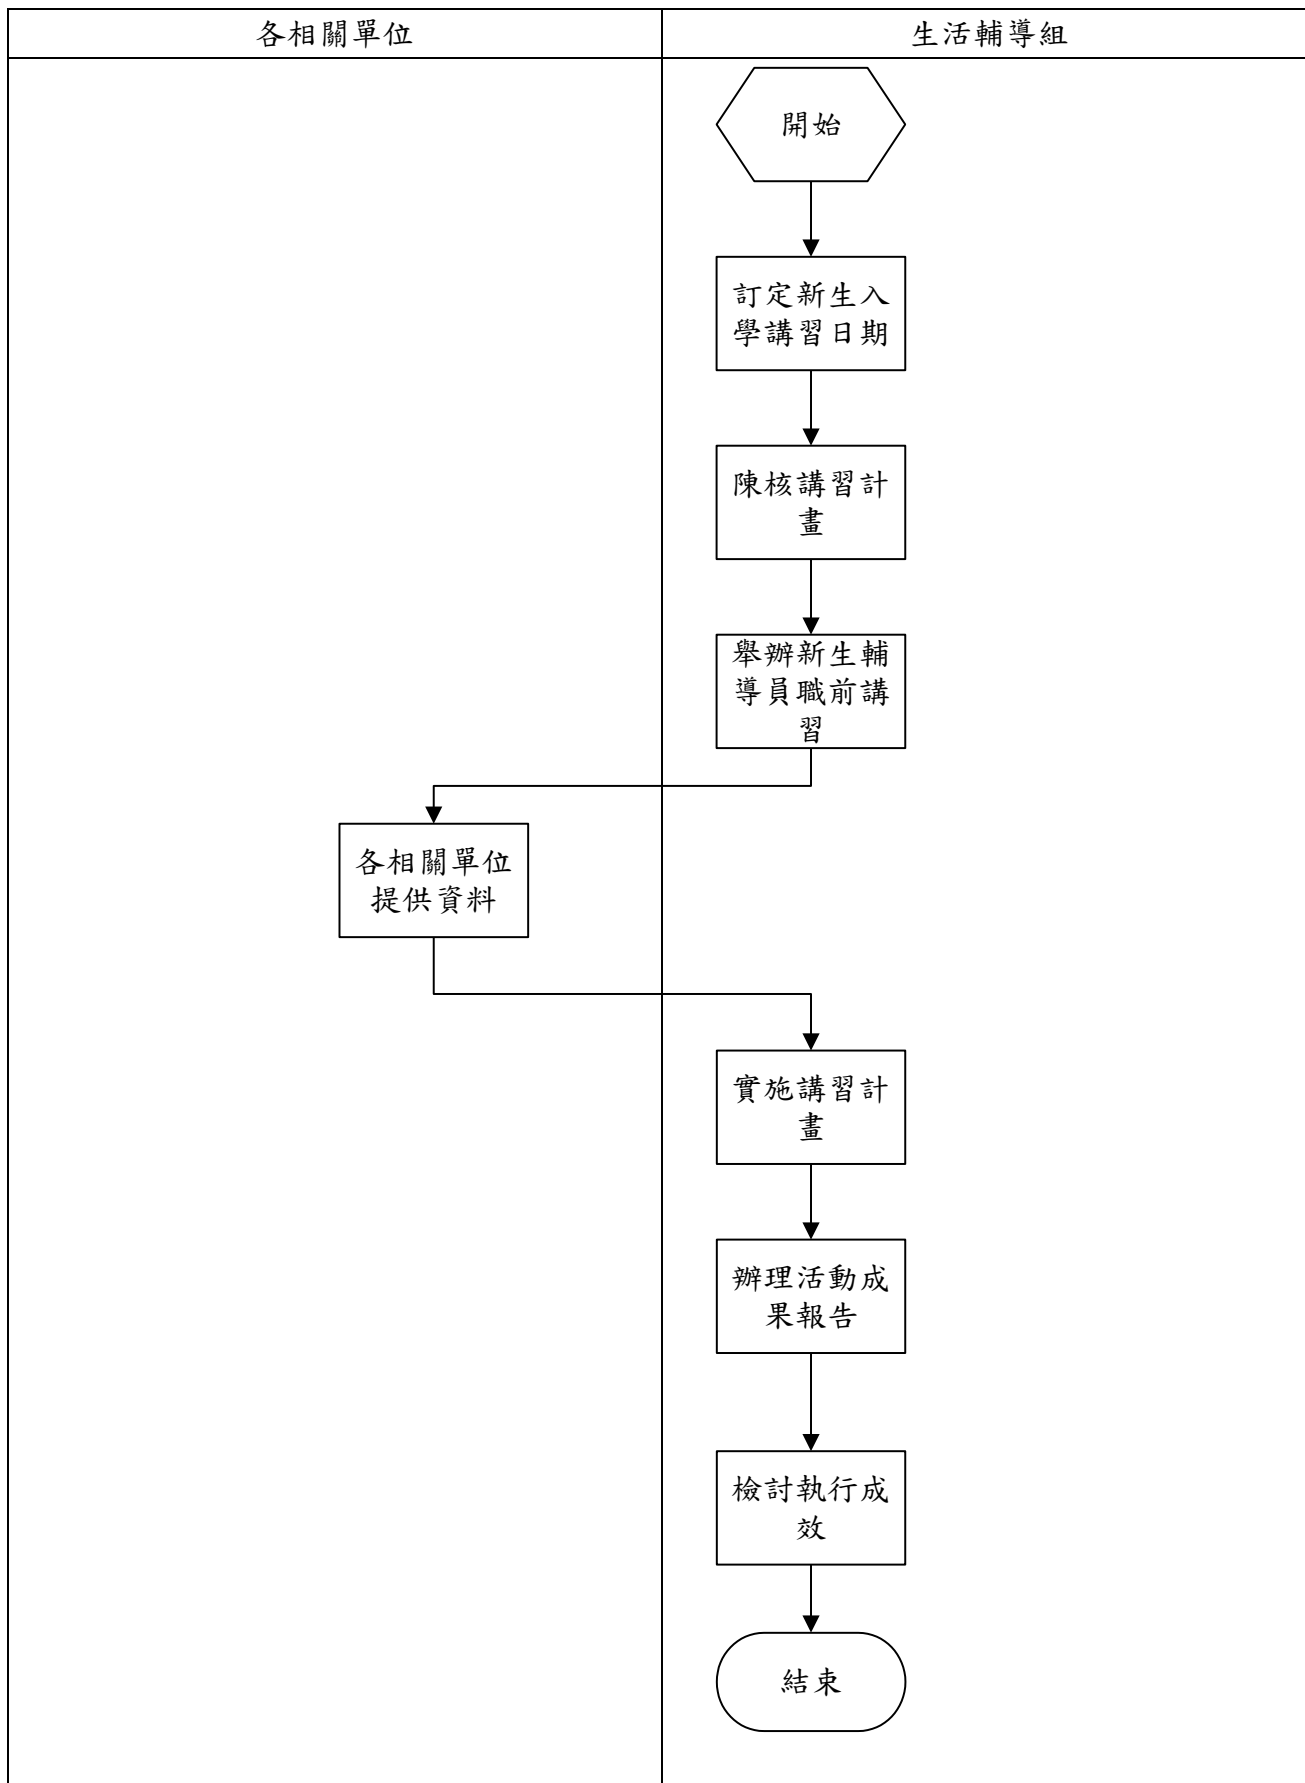 各相關單位
生活輔導組
開始
訂定新生入
學講習日期
陳核講習計
畫
舉辦新生輔
導員職前講
習
各相關單位
提供資料
實施講習計
畫
辦理活動成
果報告
檢討執行成
效
結束